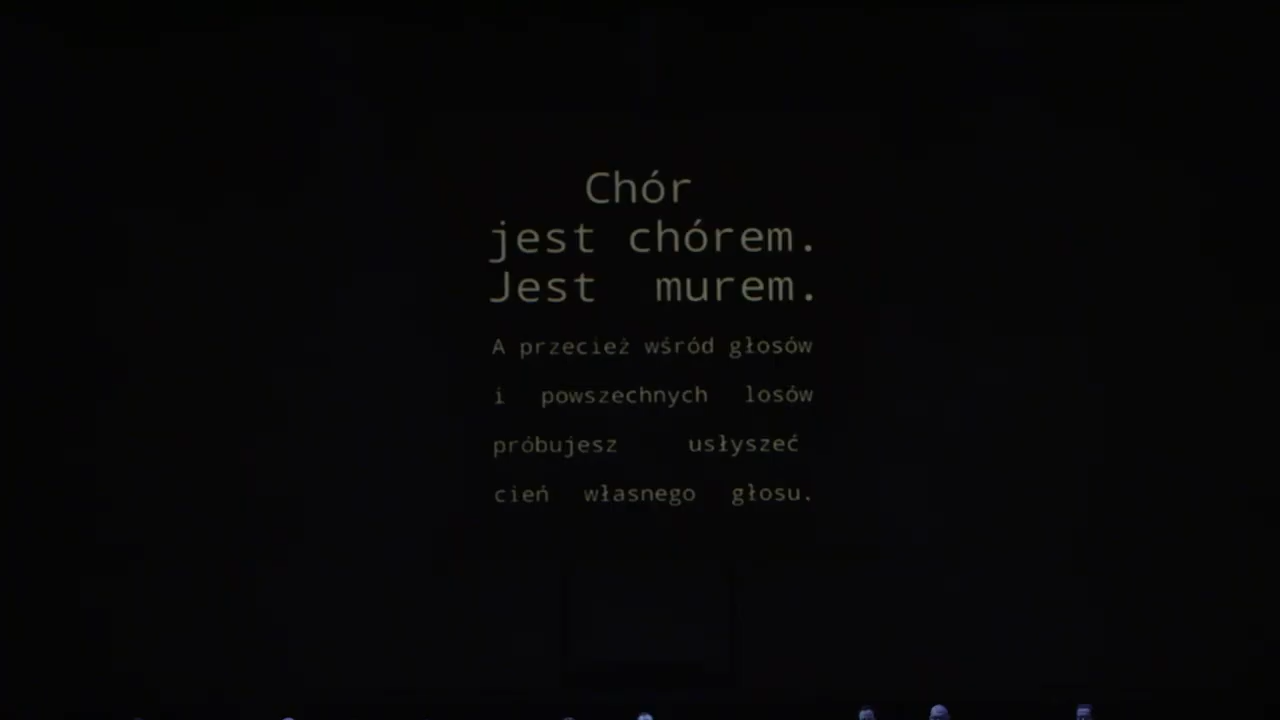 Chór
jest chórem.
Jest murem.
A przecież wśród głosów
i powszechnych losów
próbujesz usłyszeć
cień własnego głosu.